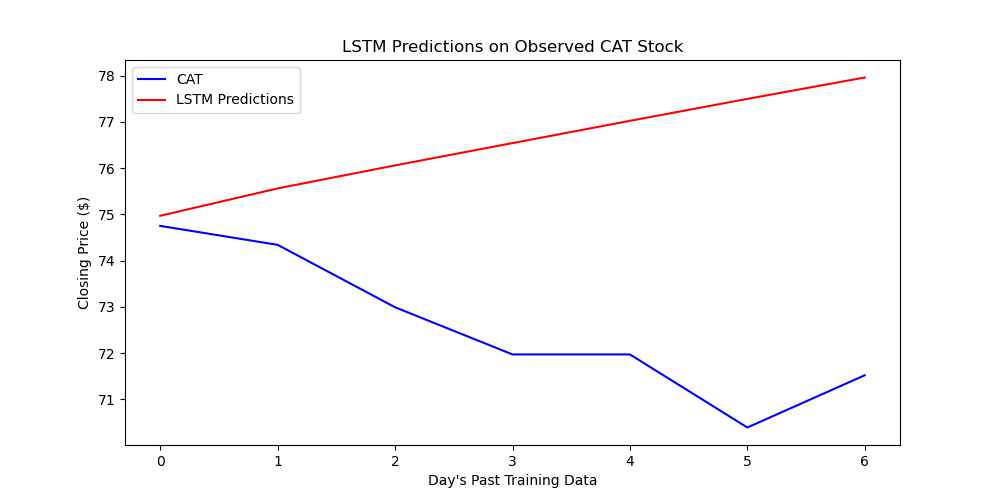 LSTM Predictions on Observed CAT Stock
CAT
LSTM Predictions
Closing Price ($)
78
77
76
75
74
73
72
71
0 1 2 3 4 5 6
Day's Past Training Data